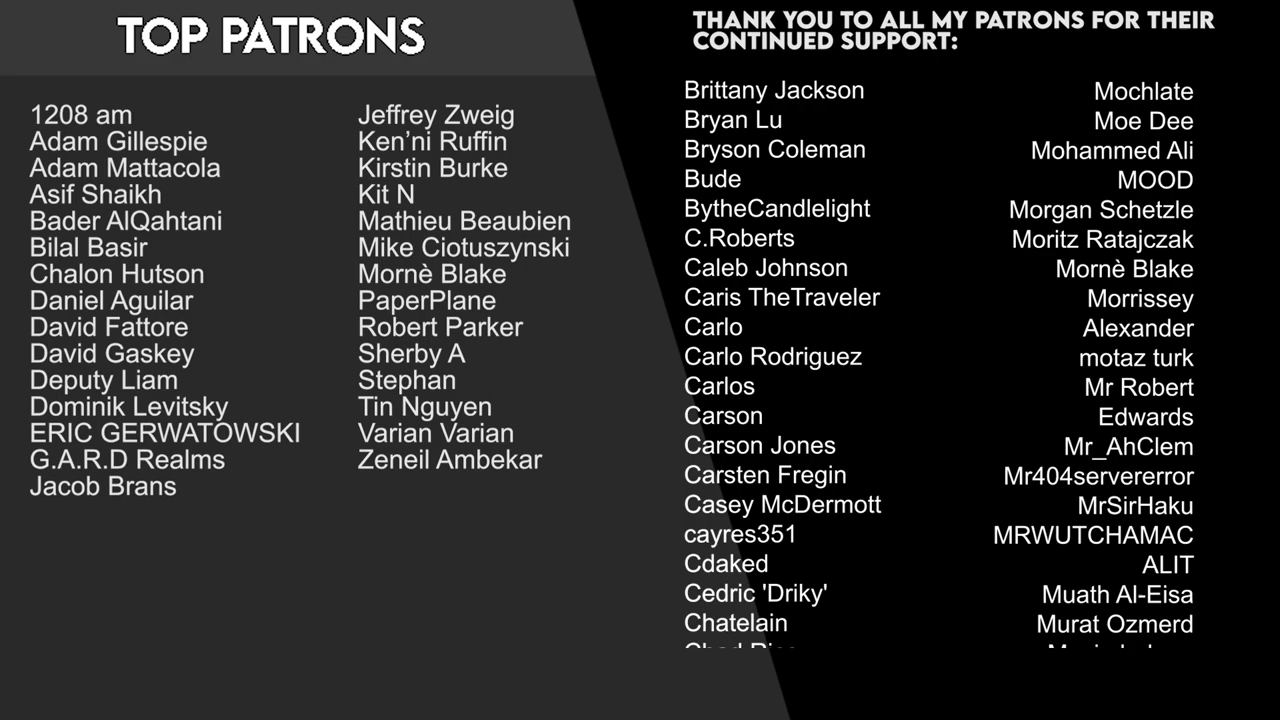 TOP PATRONS
1208 am
Adam Gillespie
Adam Mattacola
Asif Shaikh
Bader AlQahtani
Bilal Basir
Chalon Hutson
Daniel Aguilar
David Fattore
David Gaskey
Deputy Liam
Dominik Levitsky
ERIC GERWATOWSKI
G.A.R.D Realms
Jacob Brans
Jeffrey Zweig
Ken’ni Ruffin
Kirstin Burke
Kit N
Mathieu Beaubien
Mike Ciotuszynski
Mornè Blake
PaperPlane
Robert Parker
Sherby A
Stephan
Tin Nguyen
Varian Varian
Zeneil Ambekar
THANK YOU TO ALL MY PATRONS FOR THEIR
CONTINUED SUPPORT:
Brittany Jackson
Bryan Lu
Bryson Coleman
Bude
BytheCandlelight
C.Roberts
Caleb Johnson
Caris TheTraveler
Carlo
Carlo Rodriguez
Carlos
Carson
Carson Jones
Carsten Fregin
Casey McDermott
cayres351
Cdaked
Cedric 'Driky'
Chatelain
Mochlate
Moe Dee
Mohammed Ali
MOOD
Morgan Schetzle
Moritz Ratajczak
Mornè Blake
Morrissey
Alexander
motaz turk
Mr Robert
Edwards
Mr_AhClem
Mr404servererror
MrSirHaku
MRWUTCHAMAC
ALIT
Muath Al-Eisa
Murat Ozmerd